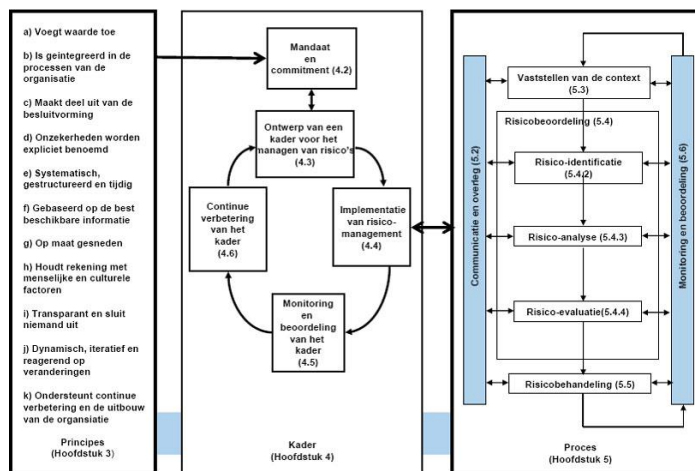 a) Voegt waarde toe
b) Is geintegreerd in de
processen van de
organisatie
c) Maakt deel uit van de
besluitvorming
d) Onzekerheden worden
expliciet benoemd
e) Systematisch,
gestructureerd en tijdig
f) Gebaseerd op de best
beschikbare informatie
g) Op maat gesneden
h) Houdt rekening met
menselijke en culturele
factoren
i) Transparant en sluit
niemand uit
j) Dynamisch, iteratief en
reagerend op
veranderingen
k) Ondersteunt continue
verbetering en de uitbouw
van de organsiatie
Principes
(Hoofdstuk 3)
Mandaat
en
commitment (4.2)
Ontwerp van een
kader voor het
managen van risico's
(4.3)
Continue
verbetering
van het
kader
(4.6)
Implementatie
van risico-
management
(4.4)
Monitoring
en
beoordeling
van het
kader
(4.5)
Kader
(Hoofdstuk 4)
Communicatie en overleg (5.2)
Vaststellen van de context
(5.3)
Risicobeoordeling (5.4)
Risico-identificatie
(5.4.2)
Risico-analyse (5.4.3)
Risico-evaluatie(5.4.4)
Risicobehandeling (5.5)
Monitoring en beoordeling (5.6)
Proces
(Hoofdstuk 5)